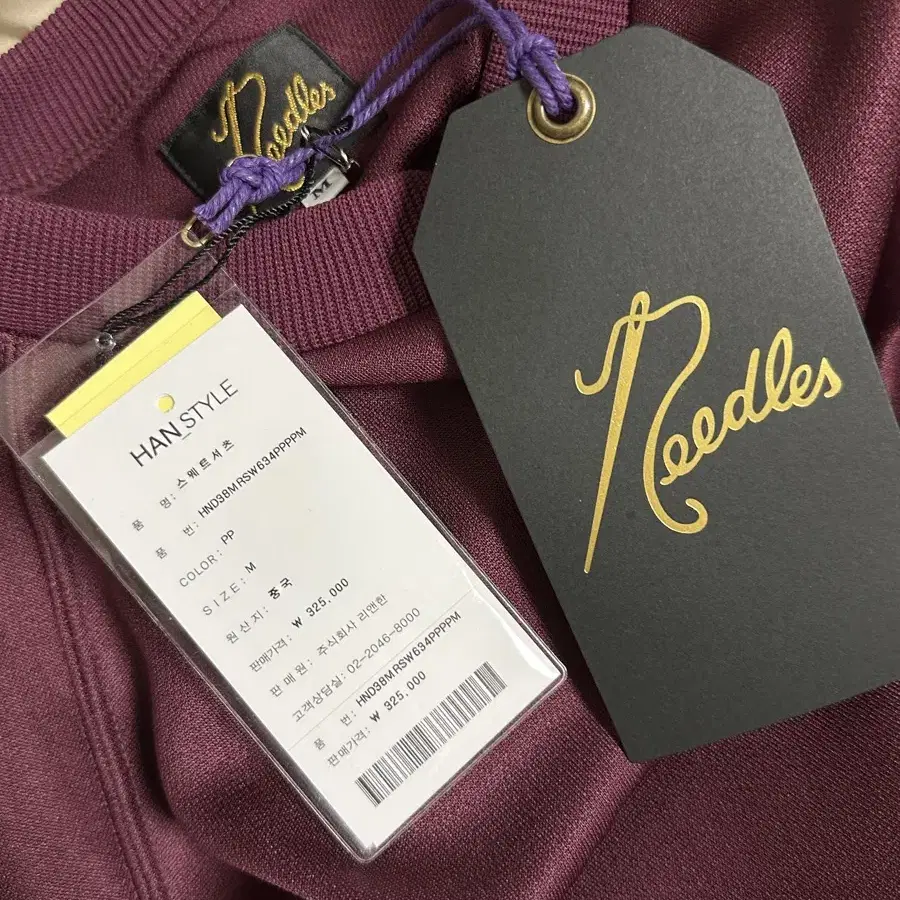 Needles
M
HAN_STYLE
품 명: 스웨트셔츠
품 번: HND38MRSW634PPPPM
COLOR: PP
SIZE: M
원산지: 중국
판매가격: ₩ 325,000
판 매 원: 주식회사 리앤한
고객상담실: 02-2046-8000
품 번: HND38MRSW634PPPPM
판매가격: ₩ 325,000
Needles